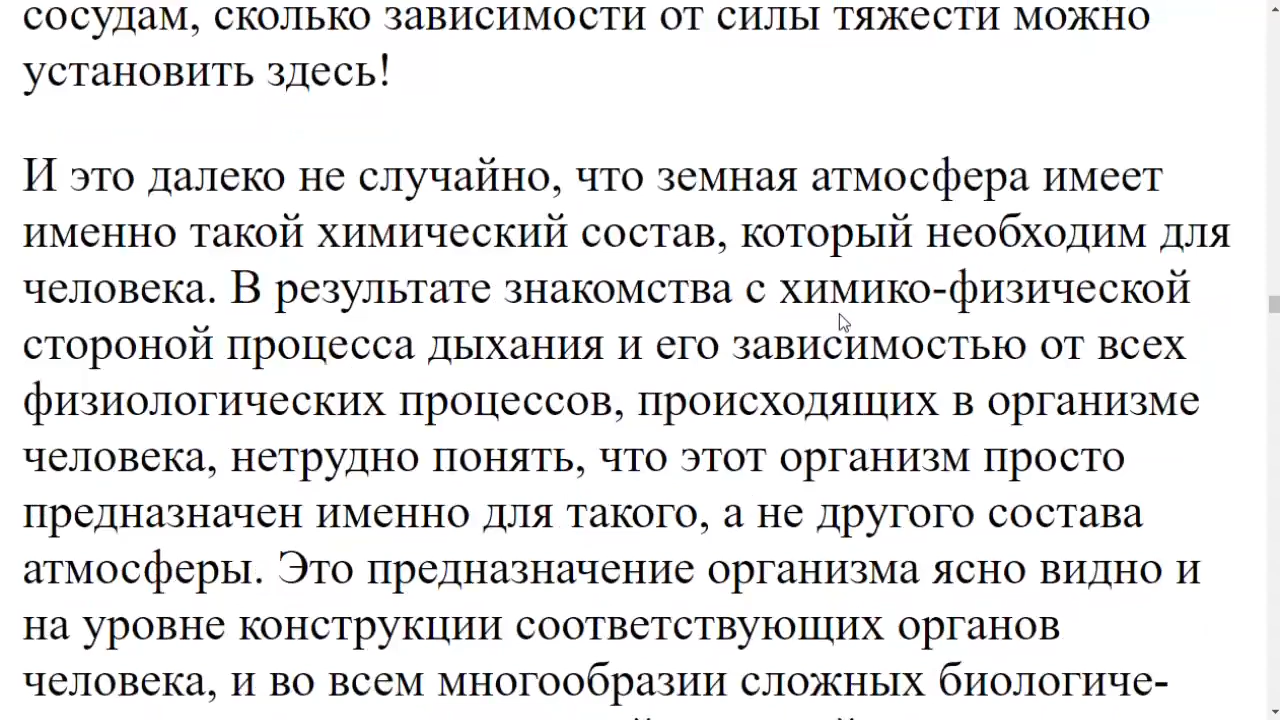 сосудам, сколько зависимости от силы тяжести можно
установить здесь!
И это далеко не случайно, что земная атмосфера имеет
именно такой химический состав, который необходим для
человека. В результате знакомства с химико-физической
стороной процесса дыхания и его зависимостью от всех
физиологических процессов, происходящих в организме
человека, нетрудно понять, что этот организм просто
предназначен именно для такого, а не другого состава
атмосферы. Это предназначение организма ясно видно и
на уровне конструкции соответствующих органов
человека, и во всем многообразии сложных биологиче-